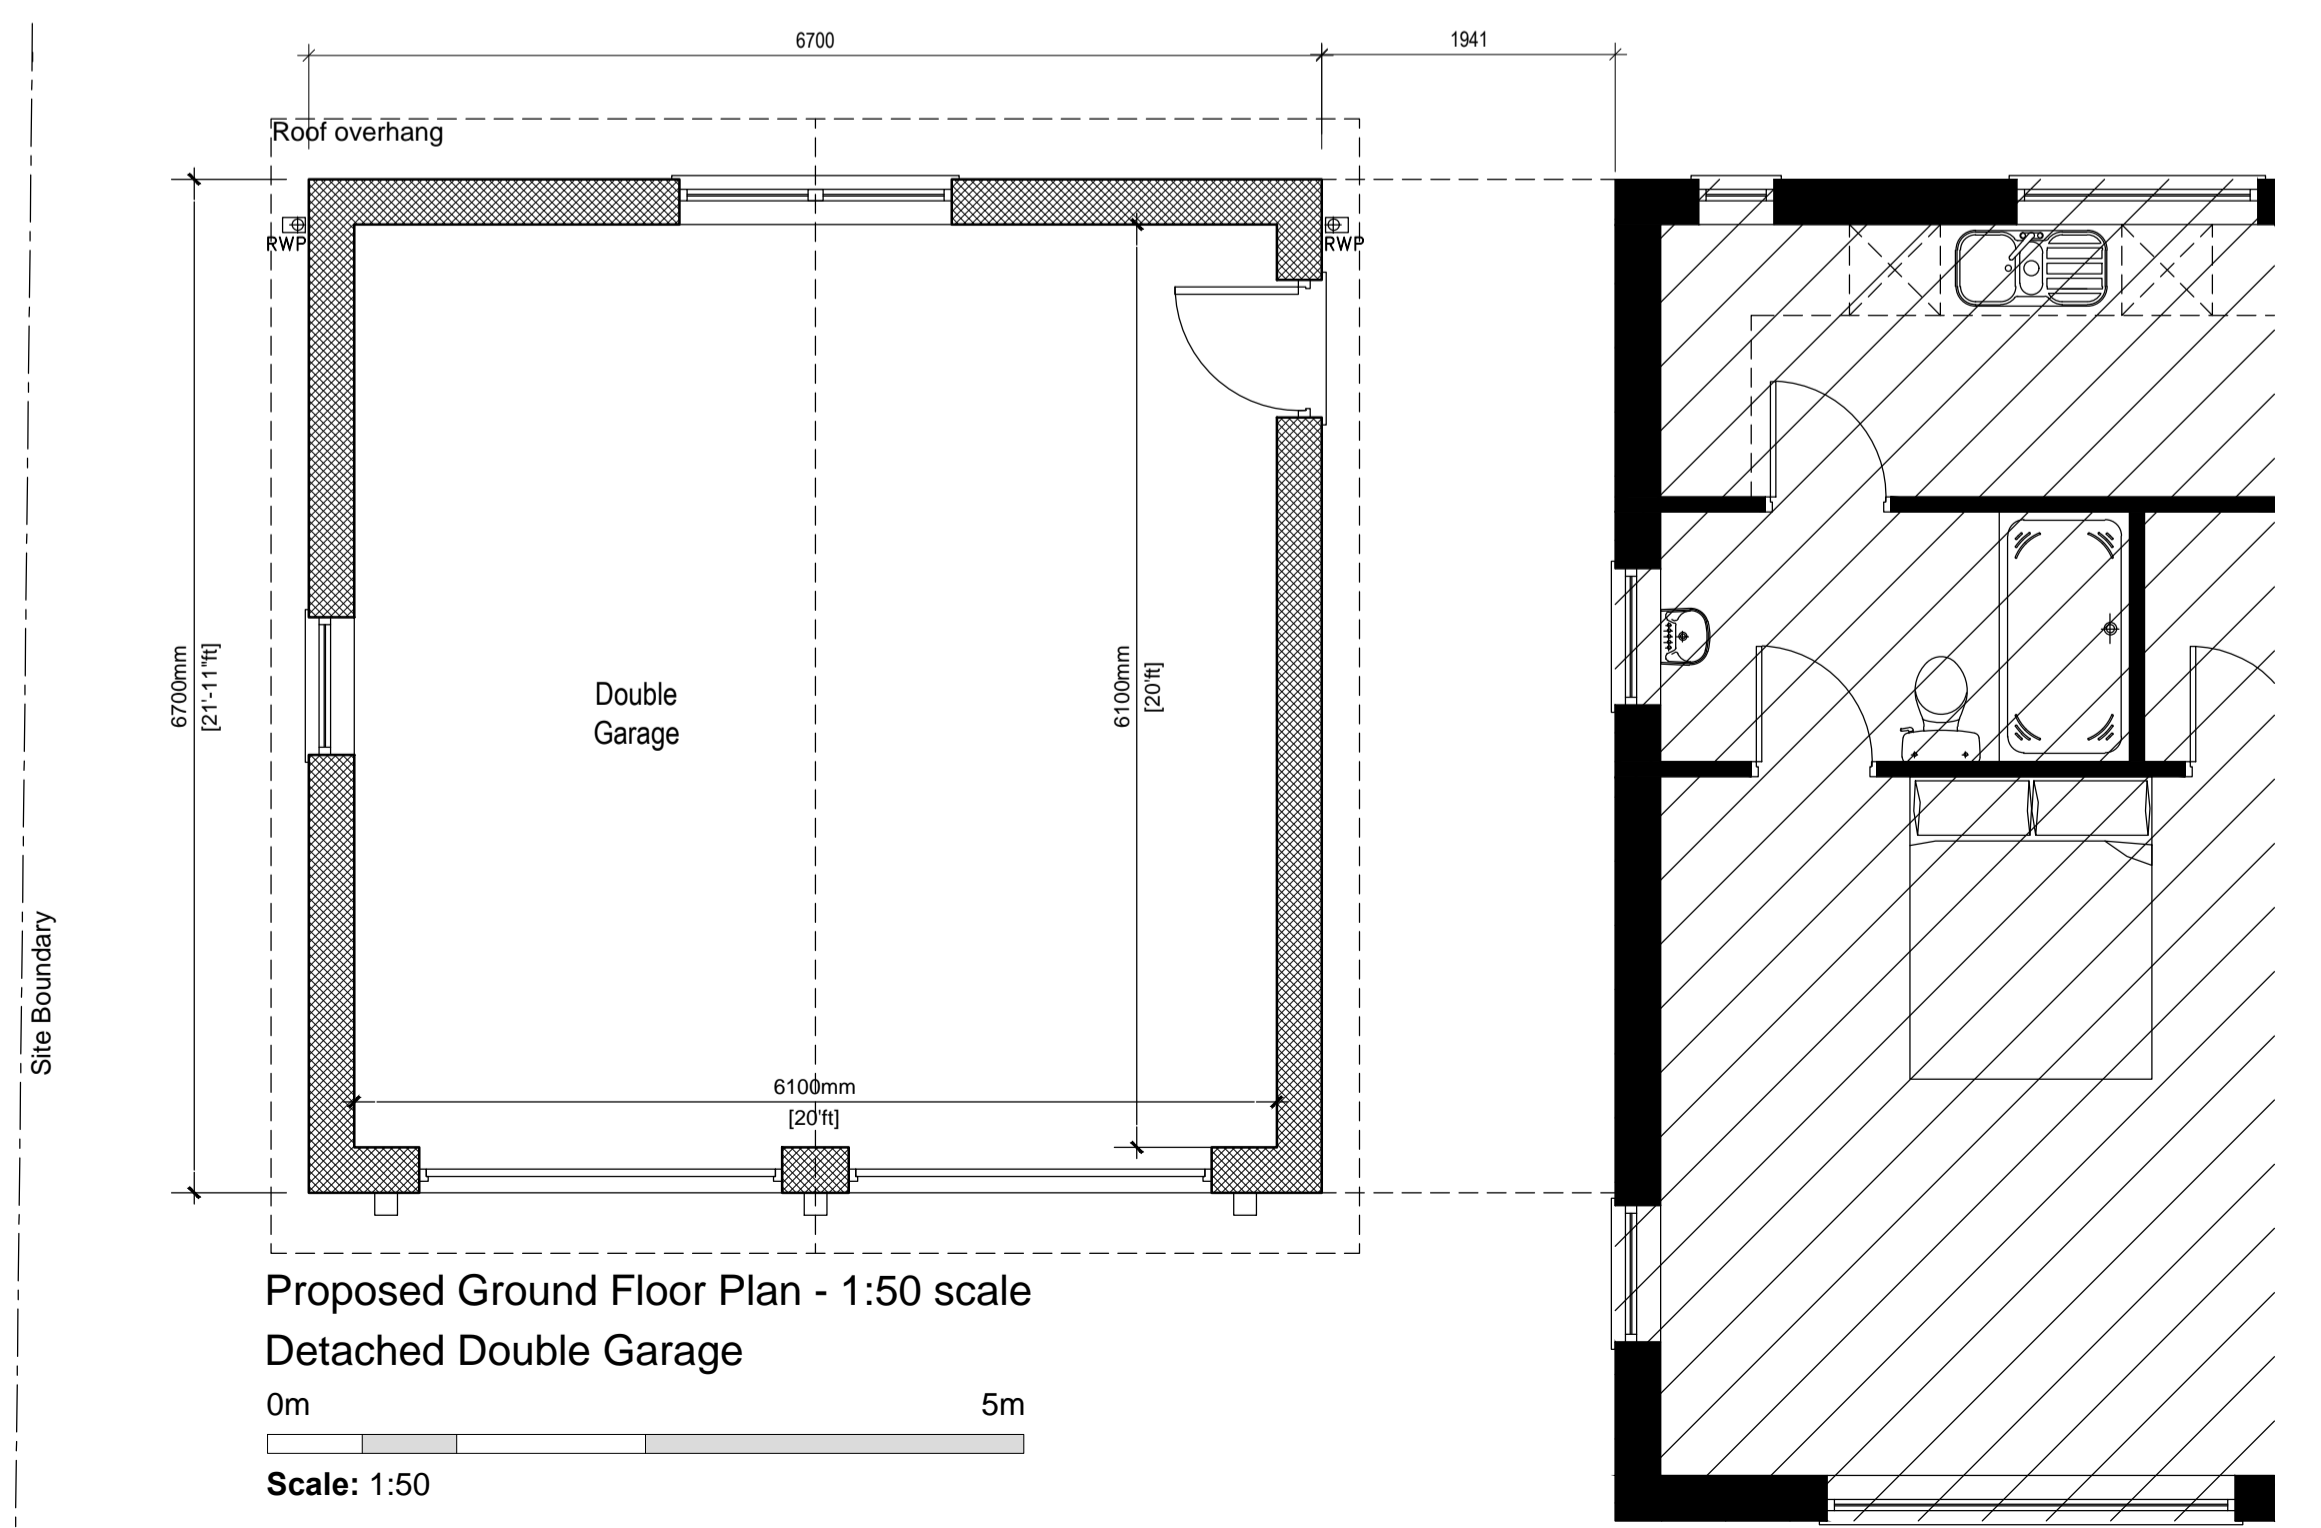 6700
1941
Roof overhang
RWP
RWP
6700mm
[21'-11"ft]
Double
Garage
6100mm
[20'ft]
Site Boundary
6100mm
[20'ft]
Proposed Ground Floor Plan - 1:50 scale
Detached Double Garage
0m 5m
Scale: 1:50